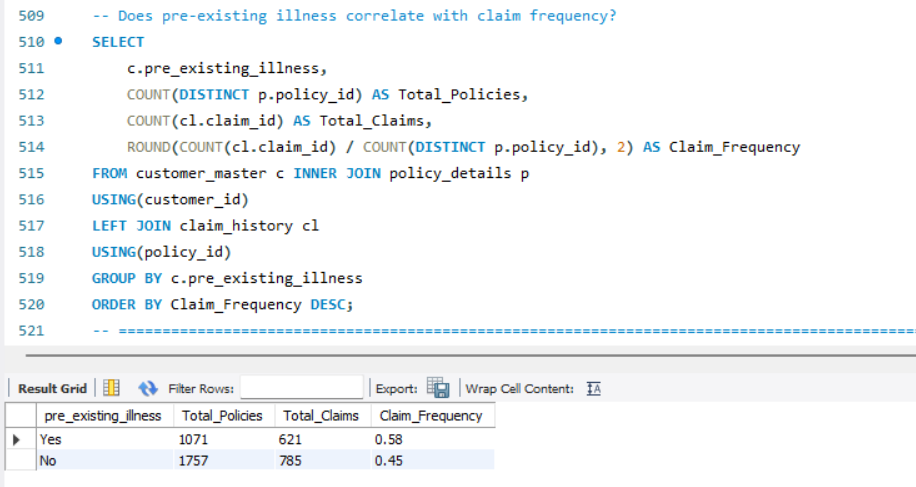 509 -- Does pre-existing illness correlate with claim frequency?
510 SELECT
511 c.pre_existing_illness,
512 COUNT(DISTINCT p.policy_id) AS Total_Policies,
513 COUNT(cl.claim_id) AS Total_Claims,
514 ROUND(COUNT(cl.claim_id) / COUNT(DISTINCT p.policy_id), 2) AS Claim_Frequency
515 FROM customer_master c INNER JOIN policy_details p
516 USING(customer_id)
517 LEFT JOIN claim_history cl
518 USING(policy_id)
519 GROUP BY c.pre_existing_illness
520 ORDER BY Claim_Frequency DESC;
521 -- ==========================================================================================
Result Grid Filter Rows: Export: Wrap Cell Content:
pre_existing_illness Total_Policies Total_Claims Claim_Frequency
Yes 1071 621 0.58
No 1757 785 0.45